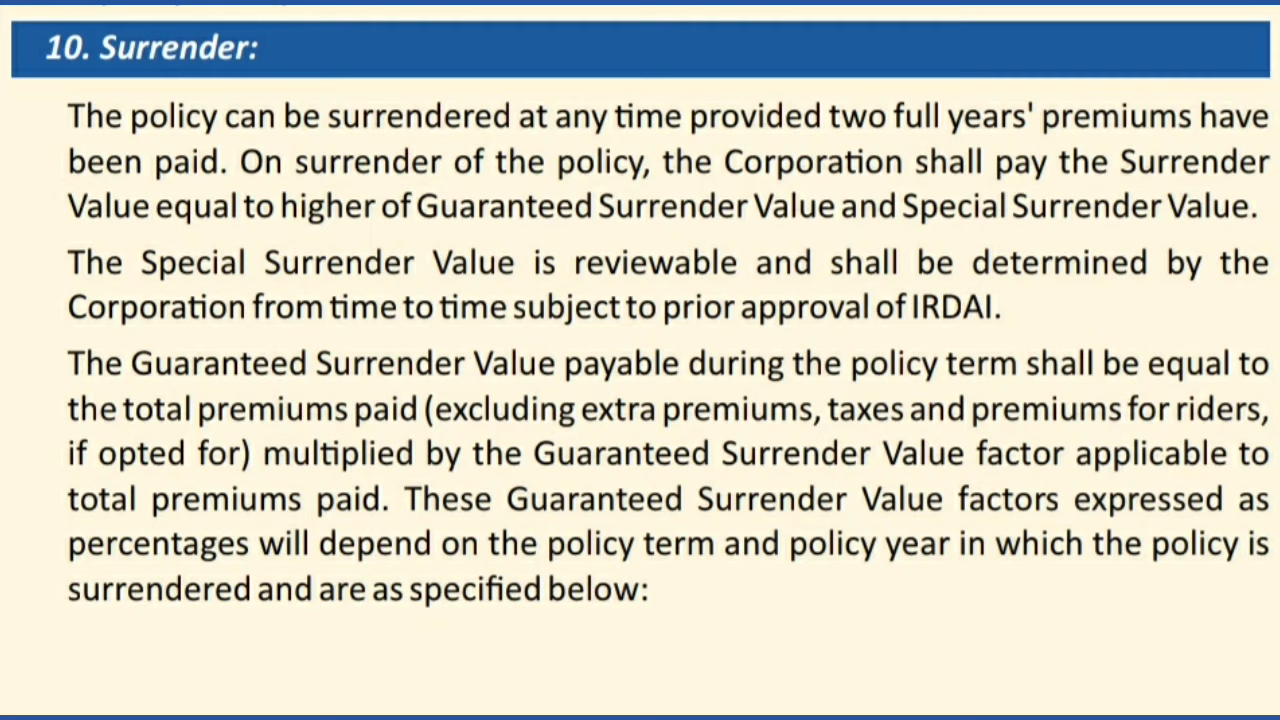 10. Surrender:
The policy can be surrendered at any time provided two full years' premiums have
been paid. On surrender of the policy, the Corporation shall pay the Surrender
Value equal to higher of Guaranteed Surrender Value and Special Surrender Value.
The Special Surrender Value is reviewable and shall be determined by the
Corporation from time to time subject to prior approval of IRDAI.
The Guaranteed Surrender Value payable during the policy term shall be equal to
the total premiums paid (excluding extra premiums, taxes and premiums for riders,
if opted for) multiplied by the Guaranteed Surrender Value factor applicable to
total premiums paid. These Guaranteed Surrender Value factors expressed as
percentages will depend on the policy term and policy year in which the policy is
surrendered and are as specified below: